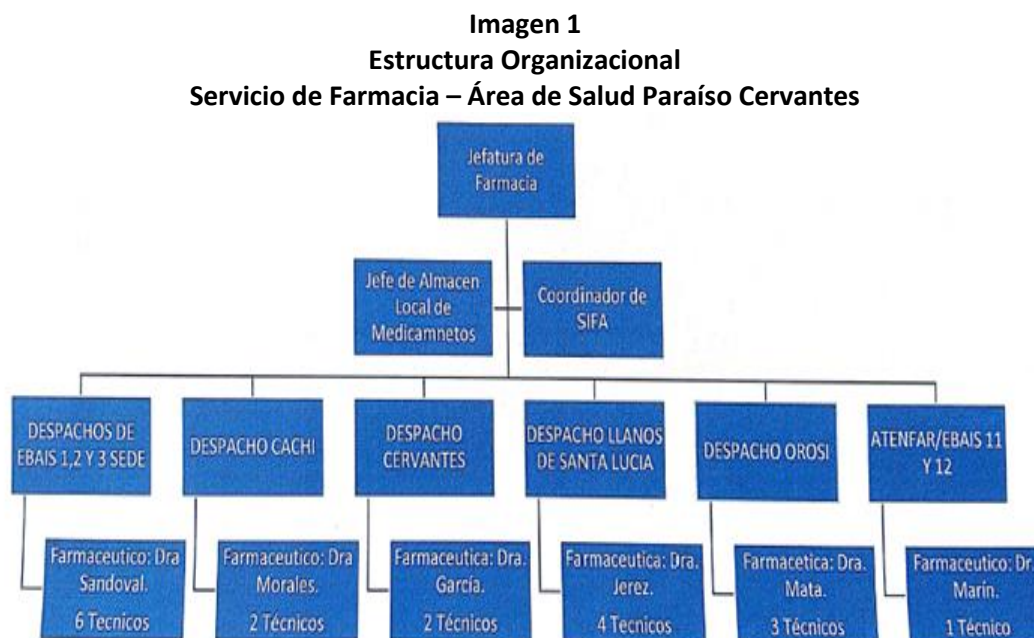 Imagen 1
Estructura Organizacional
Servicio de Farmacia – Área de Salud Paraíso Cervantes
Jefatura de
Farmacia
Jefe de Almacen
Local de
Medicamnetos
Coordinador de
SIFA
DESPACHOS DE
EBAIS 1,2 Y 3 SEDE
DESPACHO CACHI
DESPACHO
CERVANTES
DESPACHO LLANOS
DE SANTA LUCIA
DESPACHO OROSI
ATENFAR/EBAIS 11
Y 12
Farmaceutico: Dra
Sandoval.
6 Tecnicos
Farmaceutico: Dra
Morales.
2 Técnicos
Farmaceutica: Dra.
García.
2 Técnicos
Farmaceutica: Dra.
Jerez.
4 Técnicos
Farmacetica: Dra.
Mata.
3 Técnicos
Farmaceutico: Dr.
Marín.
1 Técnico